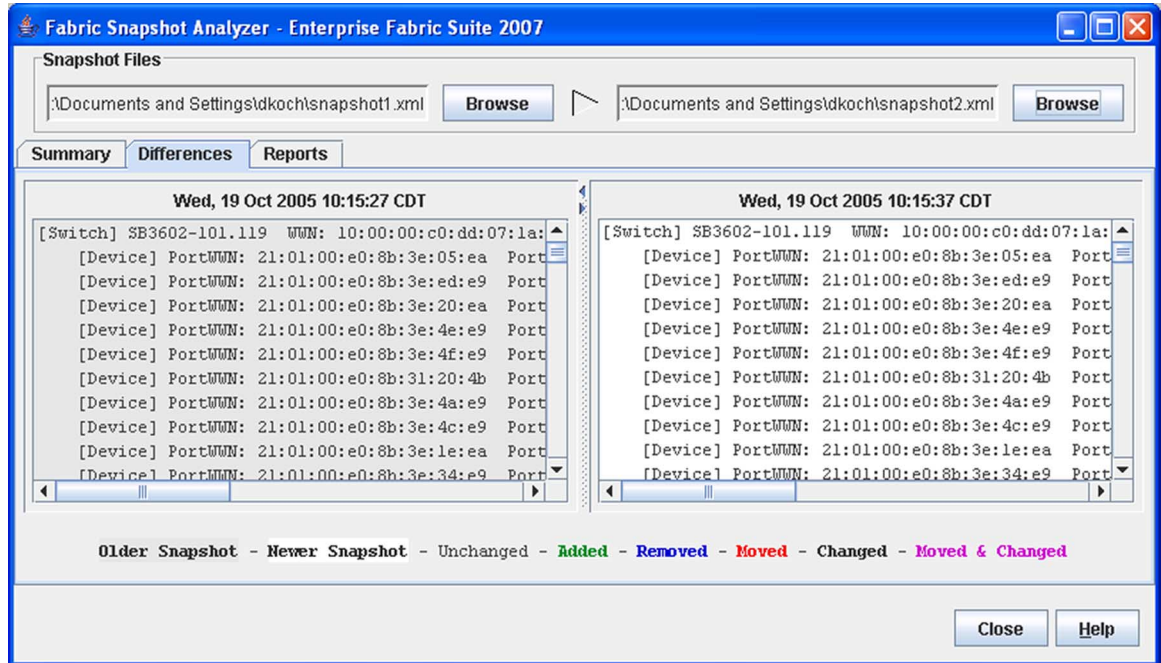 Fabric Snapshot Analyzer - Enterprise Fabric Suite 2007
Snapshot Files
:\Documents and Settings\dkoch\snapshot1.xml
Browse
:\Documents and Settings\dkoch\snapshot2.xml
Browse
Summary
Differences
Reports
Wed, 19 Oct 2005 10:15:27 CDT
[Switch] SB3602-101.119 WWN: 10:00:00:c0:dd:07:1a:
[Device] PortWWN: 21:01:00:e0:8b:3e:05:ea Port
[Device] PortWWN: 21:01:00:e0:8b:3e:ed:e9 Port
[Device] PortWWN: 21:01:00:e0:8b:3e:20:ea Port
[Device] PortWWN: 21:01:00:e0:8b:3e:4e:e9 Port
[Device] PortWWN: 21:01:00:e0:8b:3e:4f:e9 Port
[Device] PortWWN: 21:01:00:e0:8b:31:20:4b Port
[Device] PortWWN: 21:01:00:e0:8b:3e:4a:e9 Port
[Device] PortWWN: 21:01:00:e0:8b:3e:4c:e9 Port
[Device] PortWWN: 21:01:00:e0:8b:3e:1e:ea Port
[Device] PortWWN: 21:01:00:e0:8b:3e:34:e9 Port
Wed, 19 Oct 2005 10:15:37 CDT
[Switch] SB3602-101.119 WWN: 10:00:00:c0:dd:07:1a:
[Device] PortWWN: 21:01:00:e0:8b:3e:05:ea Port
[Device] PortWWN: 21:01:00:e0:8b:3e:ed:e9 Port
[Device] PortWWN: 21:01:00:e0:8b:3e:20:ea Port
[Device] PortWWN: 21:01:00:e0:8b:3e:4e:e9 Port
[Device] PortWWN: 21:01:00:e0:8b:3e:4f:e9 Port
[Device] PortWWN: 21:01:00:e0:8b:31:20:4b Port
[Device] PortWWN: 21:01:00:e0:8b:3e:4a:e9 Port
[Device] PortWWN: 21:01:00:e0:8b:3e:4c:e9 Port
[Device] PortWWN: 21:01:00:e0:8b:3e:1e:ea Port
[Device] PortWWN: 21:01:00:e0:8b:3e:34:e9 Port
Older Snapshot - Newer Snapshot - Unchanged - Added - Removed - Moved - Changed - Moved & Changed
Close
Help